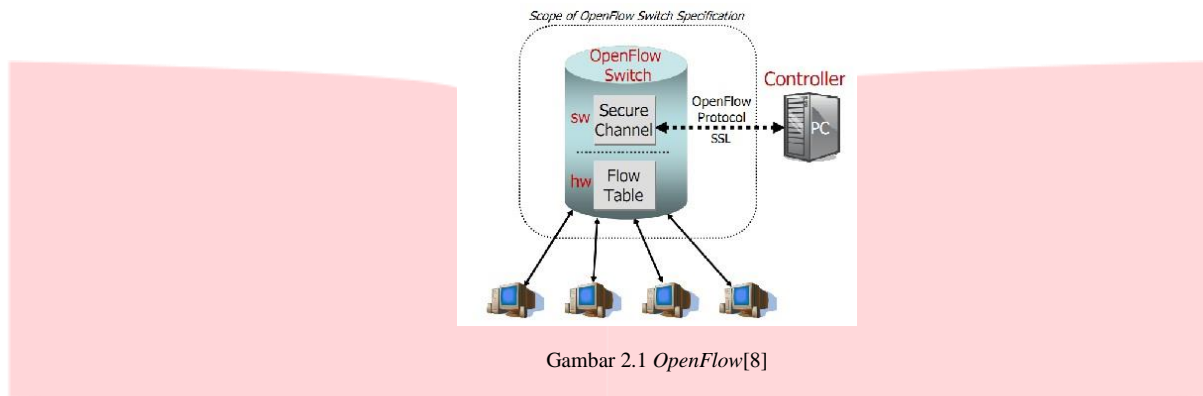 Scope of OpenFlow Switch Specification
OpenFlow
Switch
Controller
sw
Secure
Channel
OpenFlow
Protocol
SSL
PC
hw
Flow
Table
Gambar 2.1 OpenFlow[8]